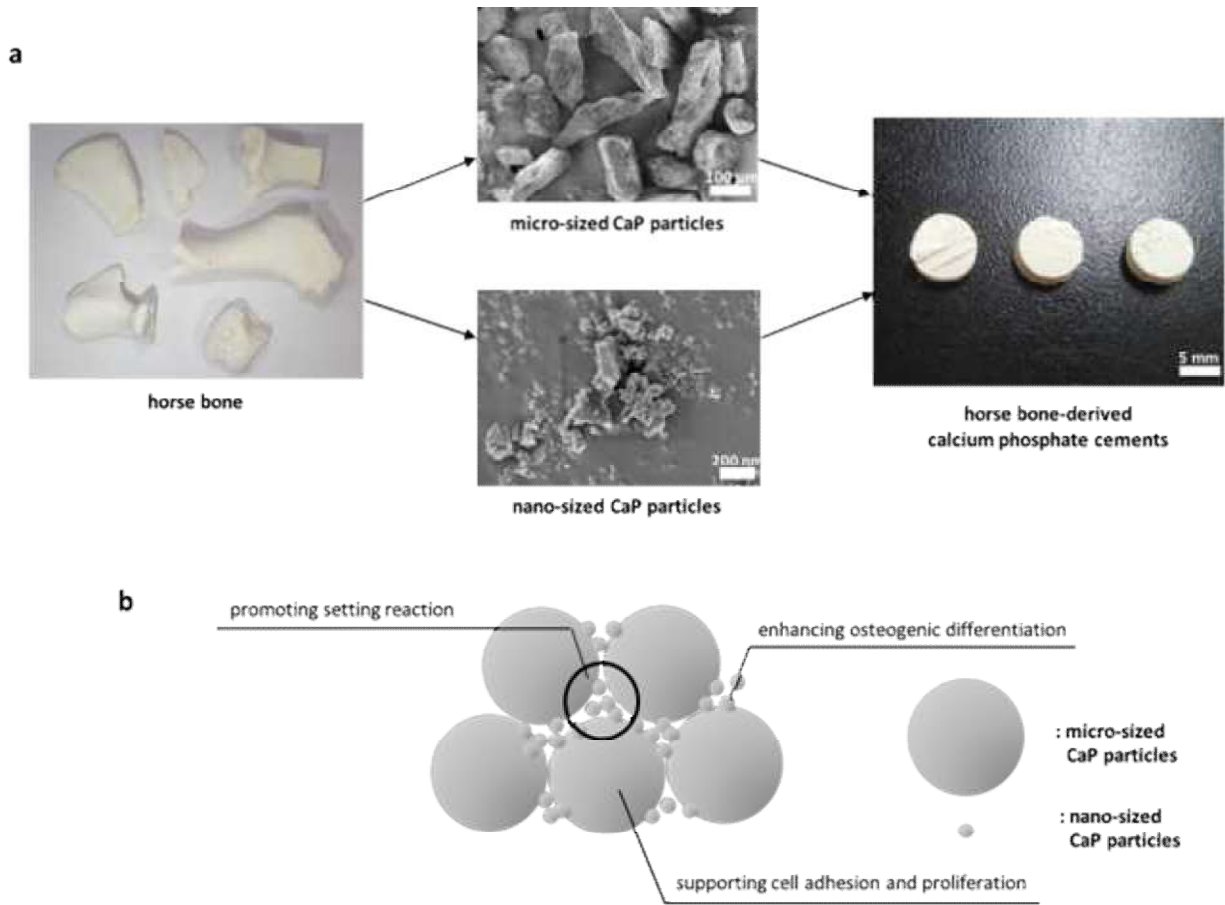 a
100 μm
micro-sized CaP particles
horse bone
200 nm
nano-sized CaP particles
5 mm
horse bone-derived
calcium phosphate cements
b
promoting setting reaction
enhancing osteogenic differentiation
: micro-sized
CaP particles
: nano-sized
CaP particles
supporting cell adhesion and proliferation